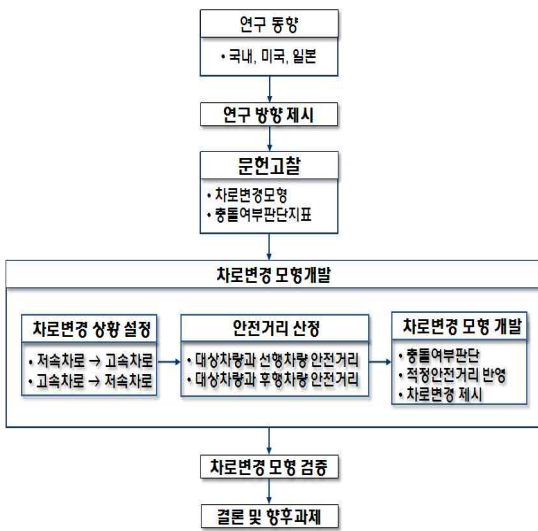 연구 동향
• 국내, 미국, 일본
연구 방향 제시
문헌고찰
• 차로변경모형
• 충돌여부판단지표
차로변경 모형개발
차로변경 상황 설정
• 저속차로 → 고속차로
• 고속차로 → 저속차로
안전거리 산정
• 대상차량과 선행차량 안전거리
• 대상차량과 후행차량 안전거리
차로변경 모형 개발
• 충돌여부판단
• 적정안전거리 반영
• 차로변경 제시
차로변경 모형 검증
결론 및 향후과제